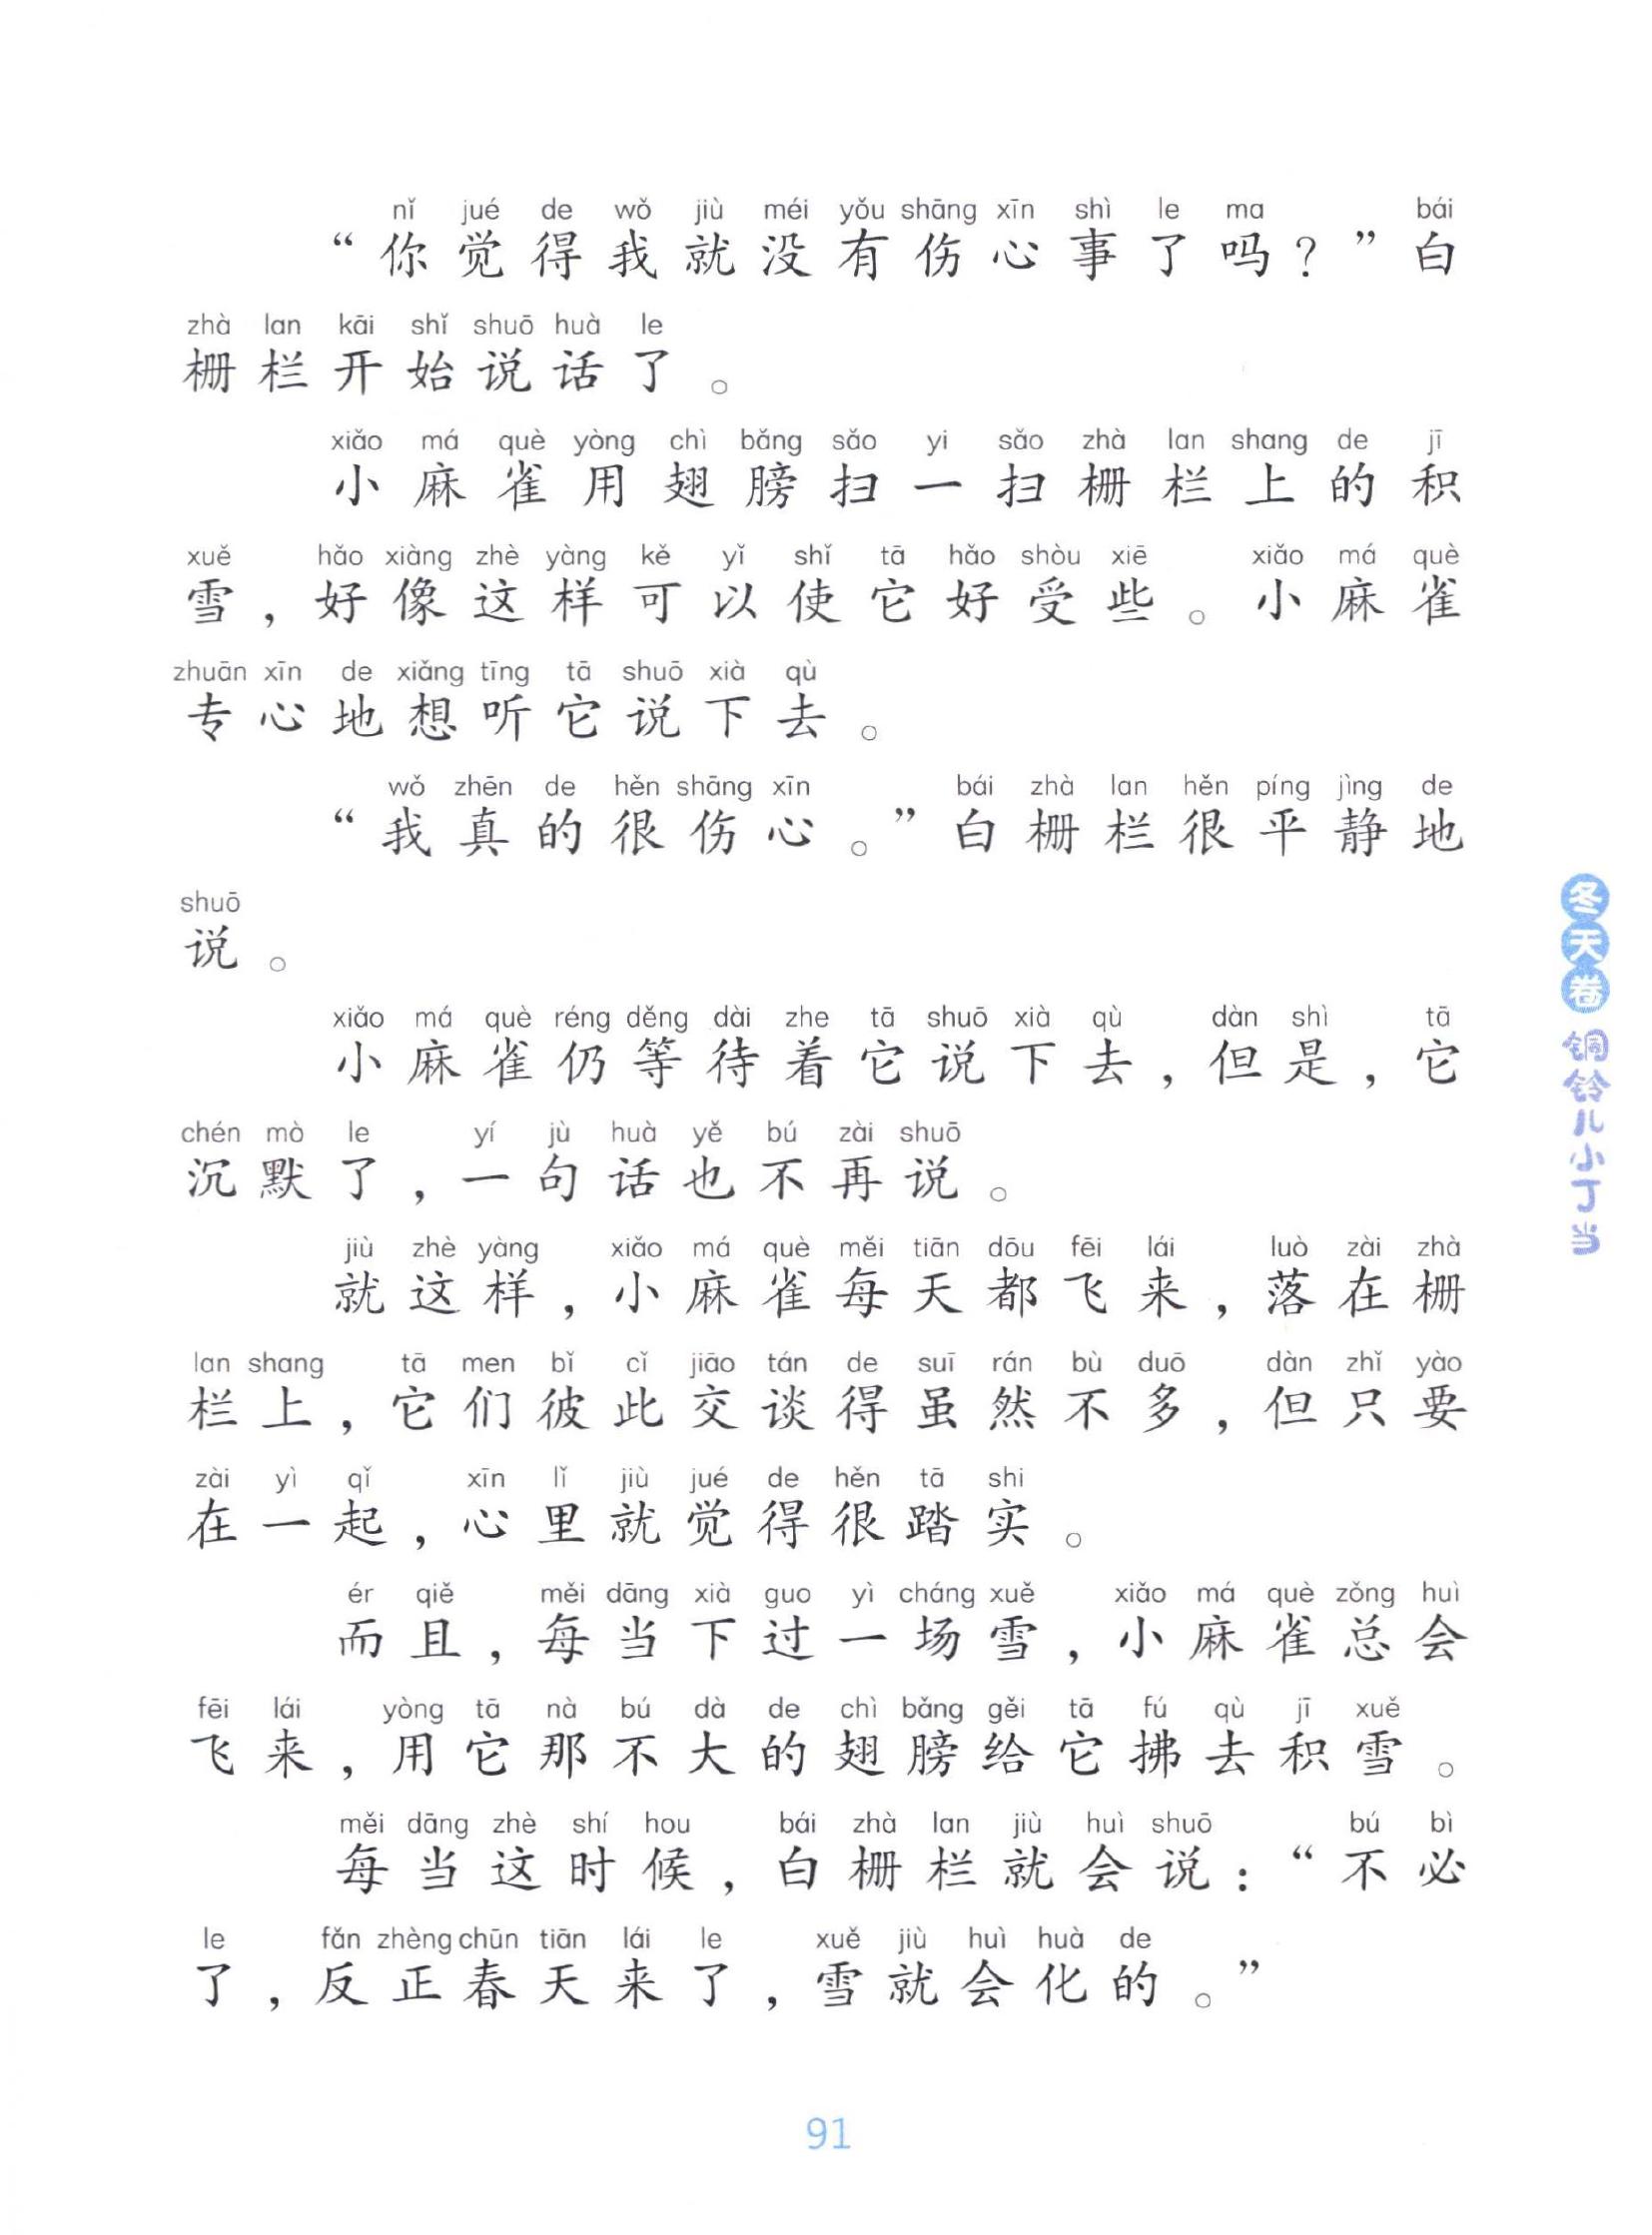 nǐ jué de wǒ jiù méi yǒu shāng xīn shì le ma bái
“你觉得我就没有伤心事了吗？”白
zhà lan kāi shǐ shuō huà le
栅栏开始说话了。
xiǎo má què yòng chì bǎng sǎo yi sǎo zhà lan shang de jī
小麻雀用翅膀扫一扫栅栏上的积
xuě hǎo xiàng zhè yàng kě yǐ shǐ tā hǎo shòu xiē xiǎo má què
雪，好像这样可以使它好受些。小麻雀
zhuān xīn de xiǎng tīng tā shuō xià qù
专心地想听它说下去。
wǒ zhēn de hěn shāng xīn bái zhà lan hěn píng jìng de
“我真的很伤心。”白栅栏很平静地
shuō
说。
xiǎo má què réng děng dài zhe tā shuō xià qù dàn shì tā
小麻雀仍等待着它说下去，但是，它
chén mò le yí jù huà yě bú zài shuō
沉默了，一句话也不再说。
jiù zhè yàng xiǎo má què měi tiān dōu fēi lái luò zài zhà
就这样，小麻雀每天都飞来，落在栅
lan shang tā men bǐ cǐ jiāo tán de suī rán bù duō dàn zhǐ yào
栏上，它们彼此交谈得虽然不多，但只要
zài yì qǐ xīn lǐ jiù jué de hěn tā shi
在一起，心里就觉得很踏实。
ér qiě měi dāng xià guo yì cháng xuě xiǎo má què zǒng huì
而且，每当下过一场雪，小麻雀总会
fēi lái yòng tā nà bú dà de chì bǎng gěi tā fú qù jī xuě
飞来，用它那不大的翅膀给它拂去积雪。
měi dāng zhè shí hou bái zhà lan jiù huì shuō bú bì
每当这时候，白栅栏就会说：“不必
le fǎn zhèng chūn tiān lái le xuě jiù huì huà de
了，反正春天来了，雪就会化的。”
冬天卷 铜铃儿小丁当
91